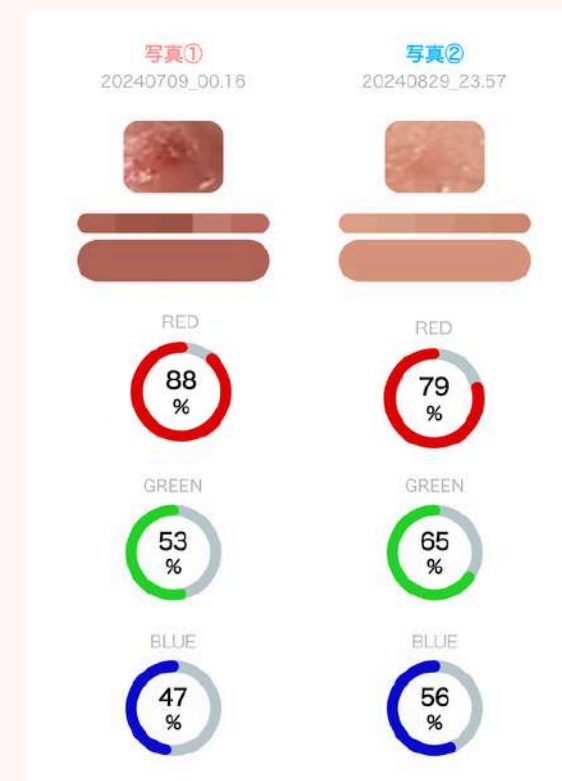 写真① 写真②
20240709_00.16 20240829_23.57
RED RED
88 % 79 %
GREEN GREEN
53 % 65 %
BLUE BLUE
47 % 56 %